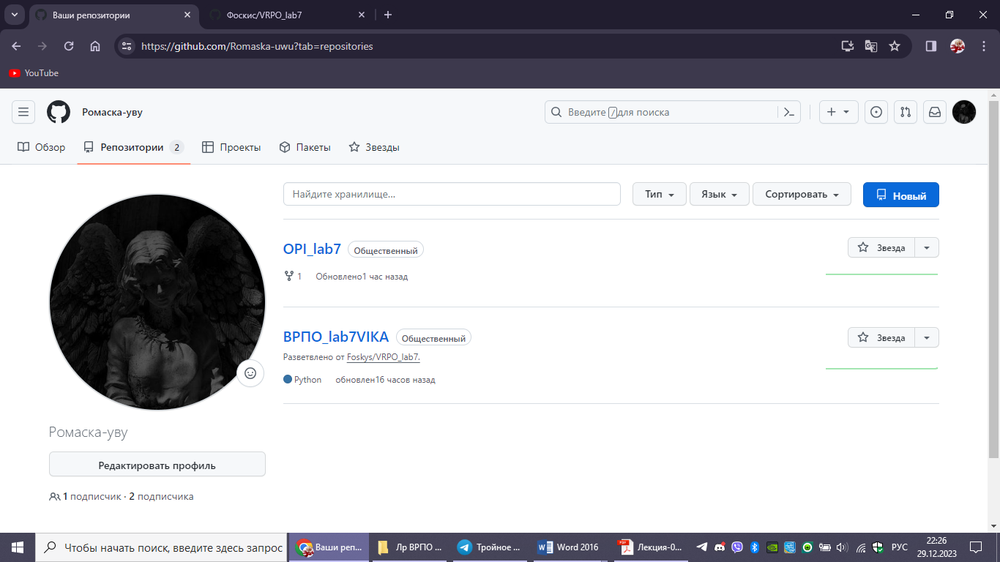 Ваши репозитории
Фоскис/VRPO_lab7
https://github.com/Romaska-uwu?tab=repositories
YouTube
Ромаска-уву
Введите / для поиска
Обзор
Репозитории 2
Проекты
Пакеты
Звезды
Найдите хранилище...
Тип
Язык
Сортировать
Новый
OPI_lab7 Общественный
Звезда
1 Обновлено1 час назад
ВРПО_lab7VIKA Общественный
Звезда
Разветвлено от Foskys/VRPO_lab7.
Python обновлен16 часов назад
Ромаска-уву
Редактировать профиль
1 подписчик · 2 подписчика
Чтобы начать поиск, введите здесь запрос
Ваши реп...
Лр ВРПО ...
Тройное ...
Word 2016
Лекция-0...
РУС
22:26
29.12.2023